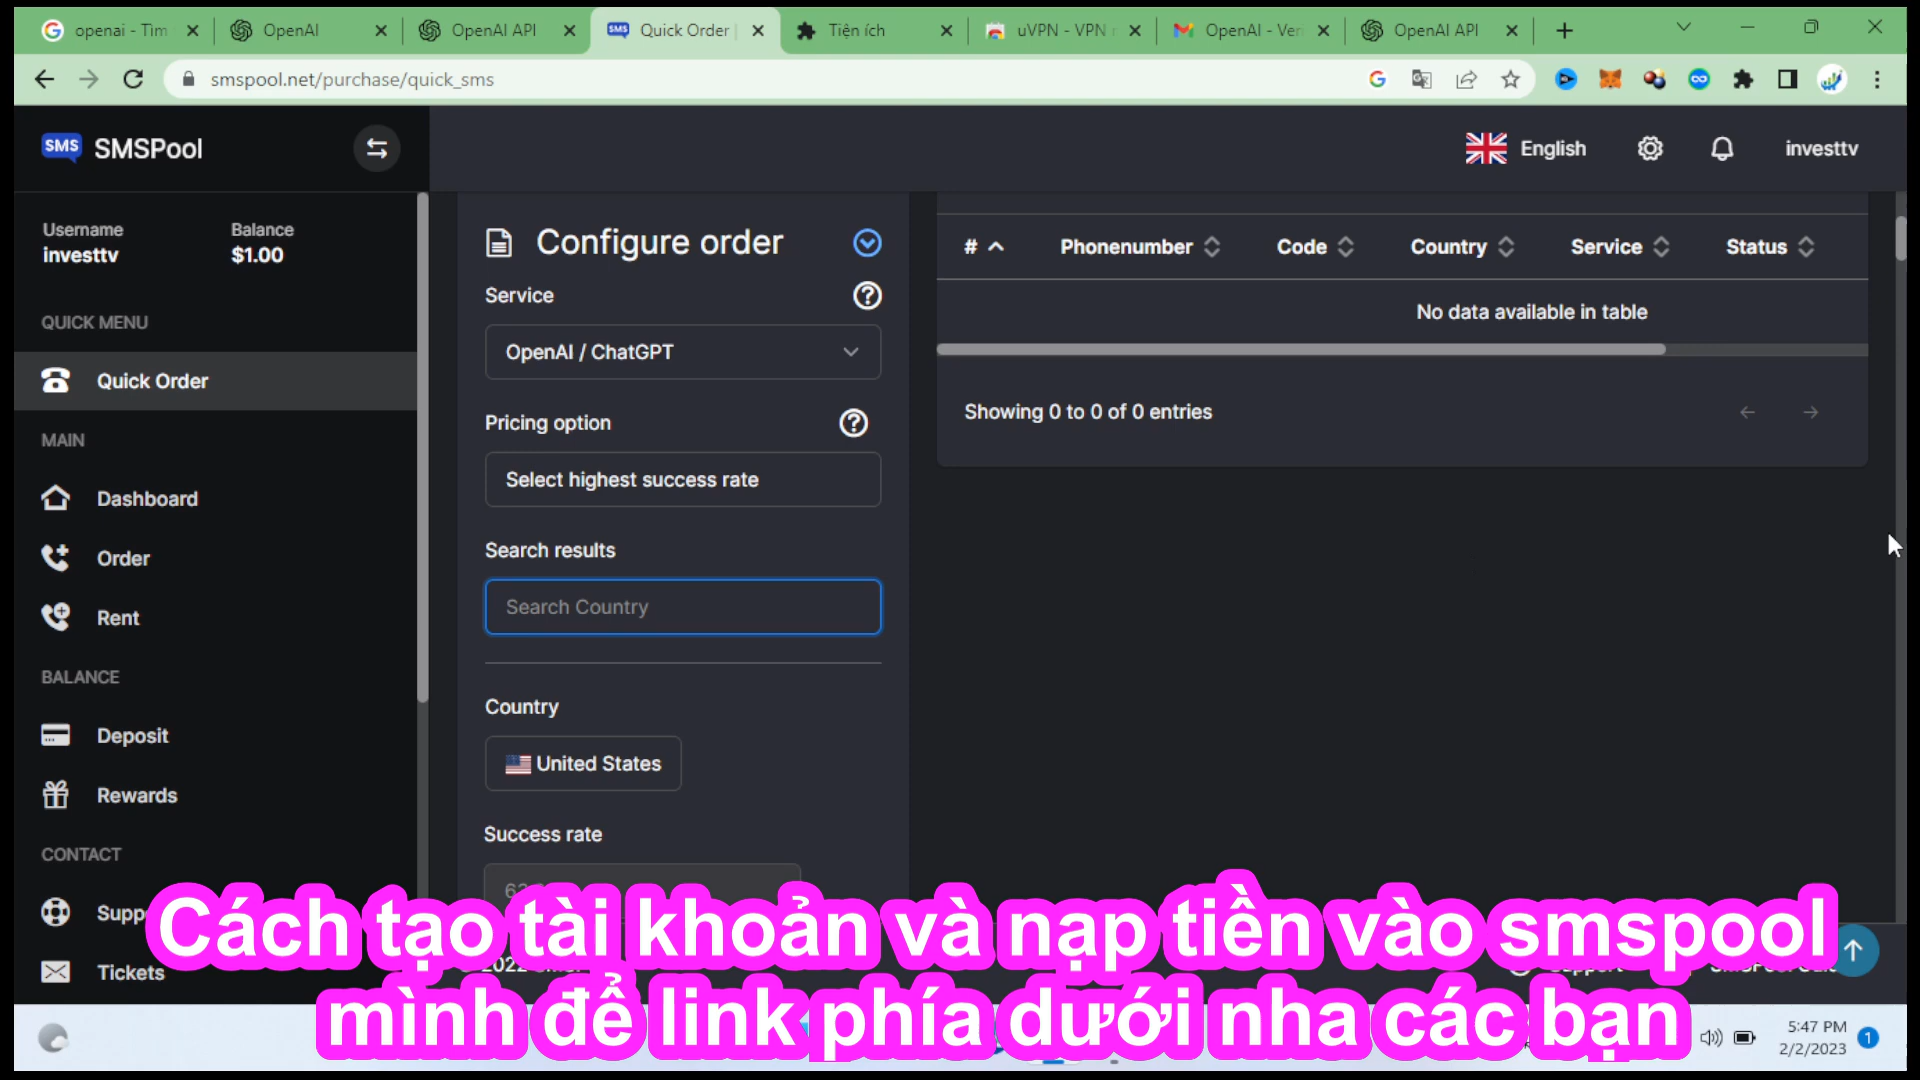 openai - Tim
OpenAI
OpenAI API
Quick Order
Tiện ích
uVPN - VPN
OpenAI - Ver
OpenAI API
smspool.net/purchase/quick_sms
SMS SMSPool
English
investtv
Username
investtv
Balance
$1.00
QUICK MENU
Quick Order
MAIN
Dashboard
Order
Rent
BALANCE
Deposit
Rewards
CONTACT
Supp
Tickets
Configure order
Service
OpenAI / ChatGPT
Pricing option
Select highest success rate
Search results
Search Country
Country
United States
Success rate
# Phonenumber Code Country Service Status
No data available in table
Showing 0 to 0 of 0 entries
Cách tạo tài khoản và nạp tiền vào smspool
mình để link phía dưới nha các bạn
5:47 PM
2/2/2023
1